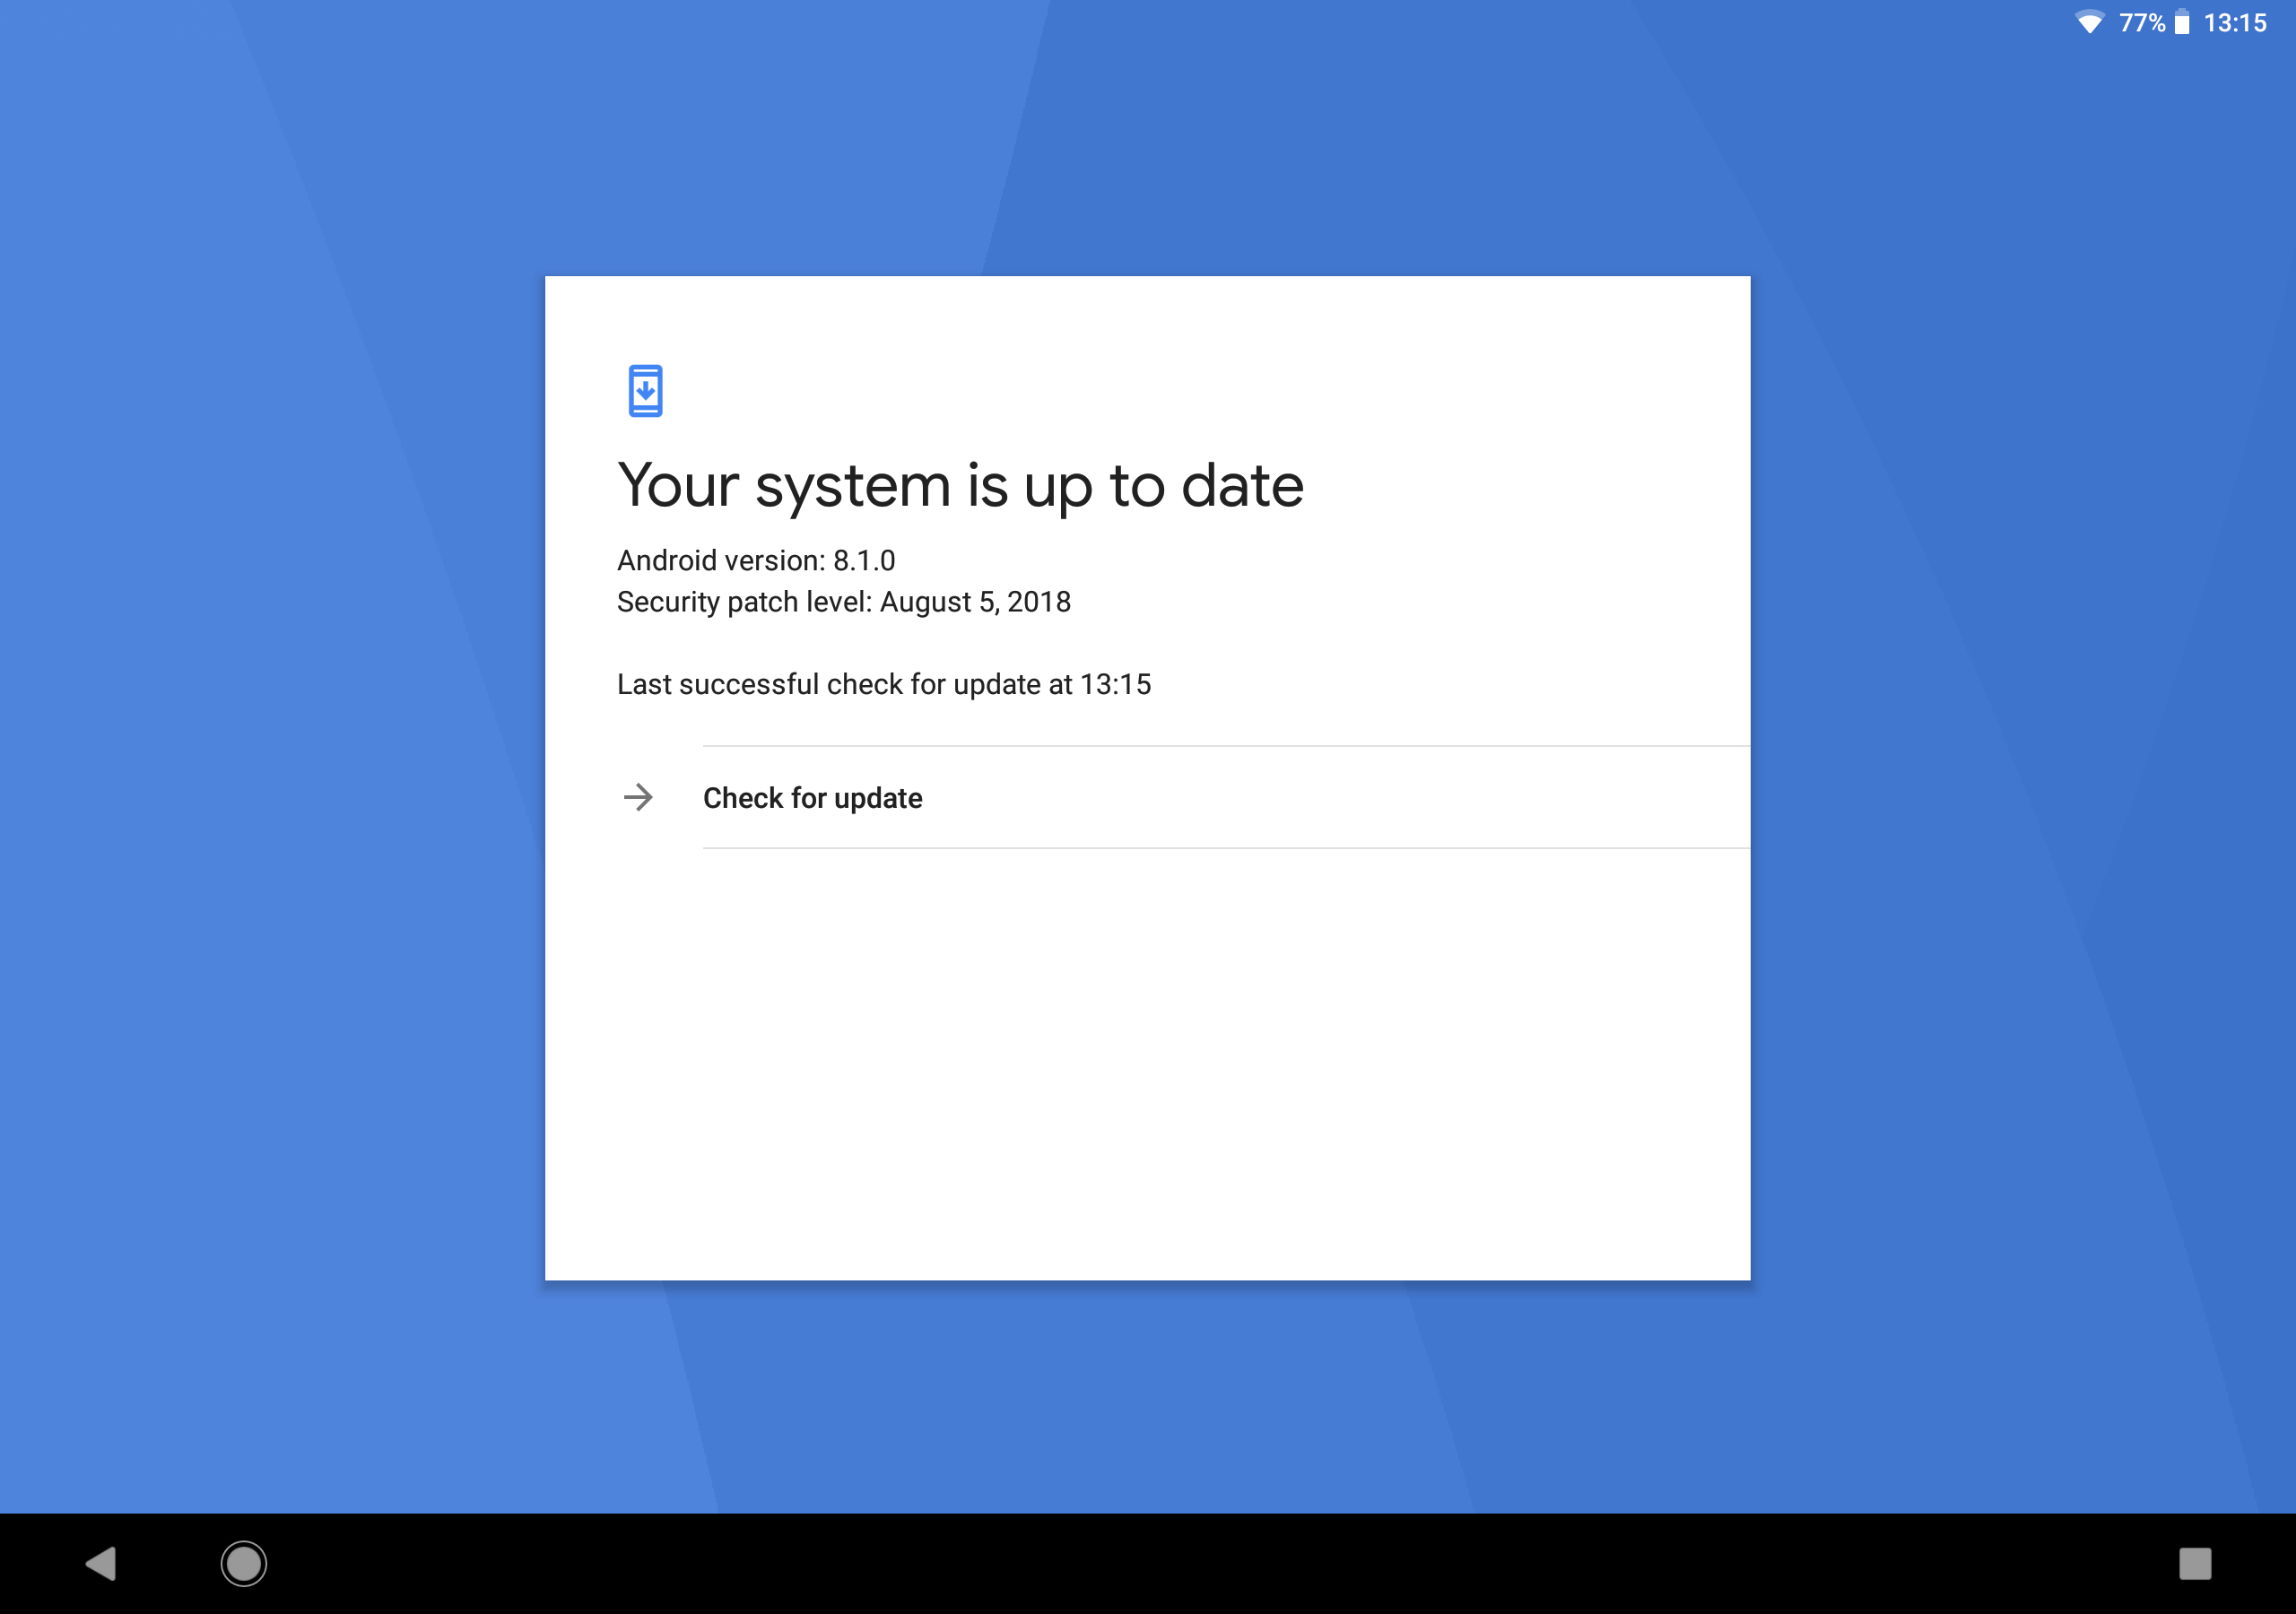 77% 13:15
Your system is up to date
Android version: 8.1.0
Security patch level: August 5, 2018
Last successful check for update at 13:15
Check for update